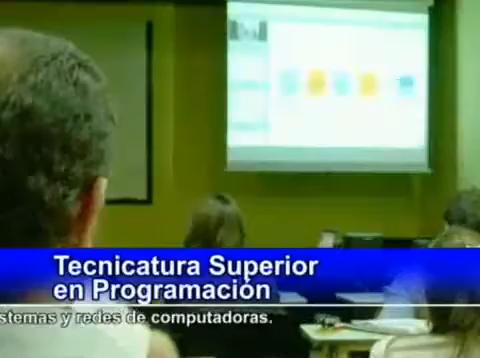 Tecnicatura Superior
en Programación
stemas y redes de computadoras.